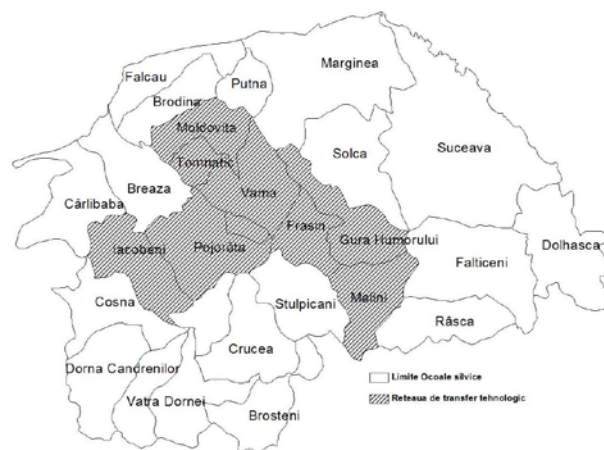 Marginea
Falcau
Putna
Brodina
Moldovita
Solca
Suceava
Tomnatic
Breaza
Vama
Cârlibaba
Frasin
Iacobeni
Pojorâta
Gura Humorului
Dolhasca
Falticeni
Malini
Cosna
Stulpicani
Râsca
Crucea
Dorna Candrenilor
Vatra Dornei
Brosteni
Limite Ocoale silvice
Reteaua de transfer tehnologic